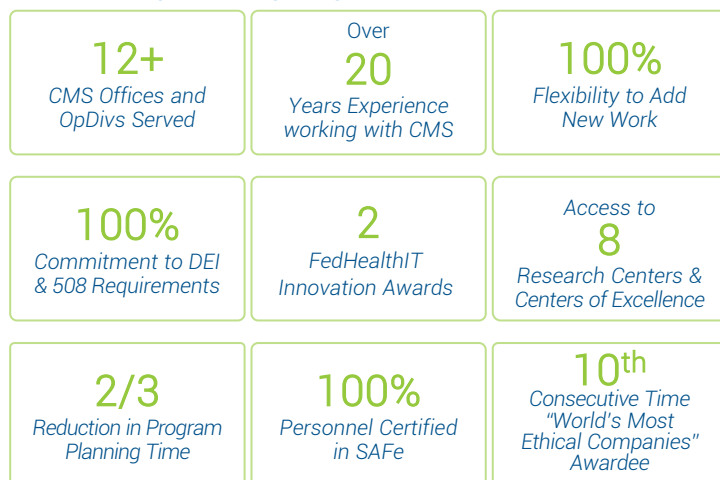 12+
CMS Offices and
OpDivs Served
Over
20
Years Experience
working with CMS
100%
Flexibility to Add
New Work
100%
Commitment to DEI
& 508 Requirements
2
FedHealthIT
Innovation Awards
Access to
8
Research Centers &
Centers of Excellence
2/3
Reduction in Program
Planning Time
100%
Personnel Certified
in SAFe
10th
Consecutive Time
"World's Most
Ethical Companies"
Awardee